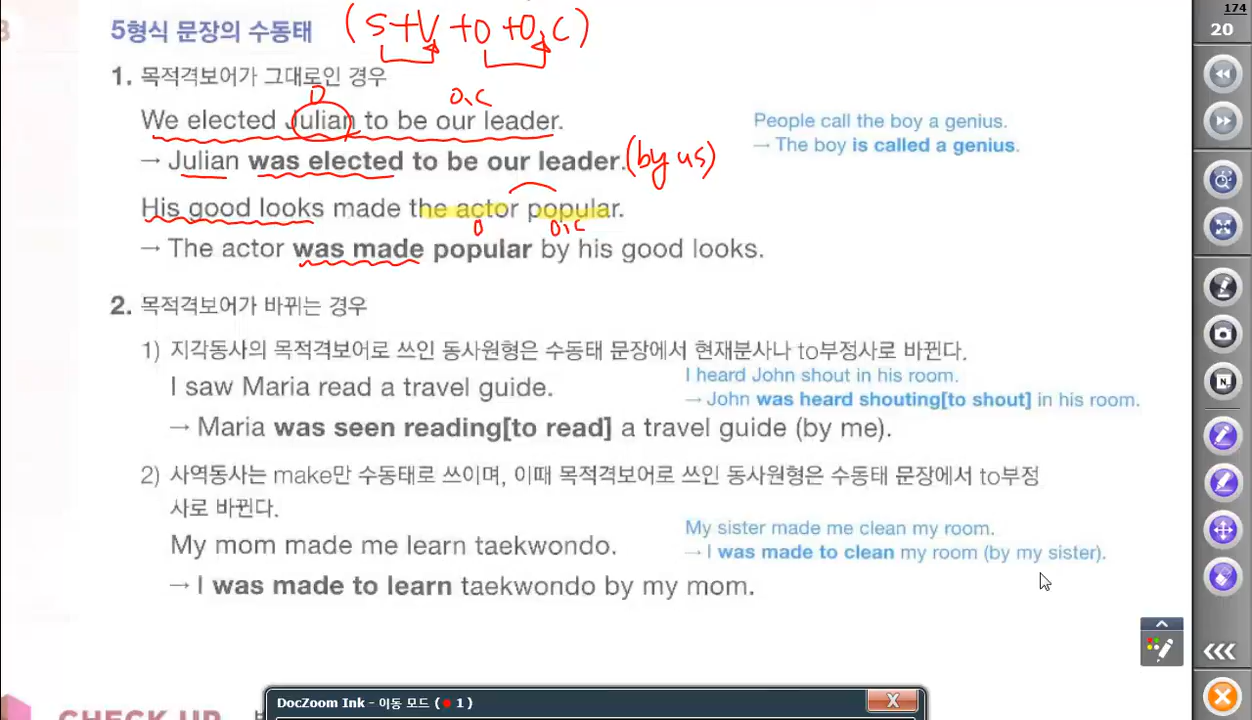 174
20
5형식 문장의 수동태 (S+V+O+O.C)
1. 목적격보어가 그대로인 경우
O O.C
We elected Julian to be our leader.
→ Julian was elected to be our leader. (by us)
People call the boy a genius.
→ The boy is called a genius.
His good looks made the actor popular.
O O.C
→ The actor was made popular by his good looks.
2. 목적격보어가 바뀌는 경우
1) 지각동사의 목적격보어로 쓰인 동사원형은 수동태 문장에서 현재분사나 to부정사로 바뀐다.
I saw Maria read a travel guide.
→ Maria was seen reading[to read] a travel guide (by me).
I heard John shout in his room.
→ John was heard shouting[to shout] in his room.
2) 사역동사는 make만 수동태로 쓰이며, 이때 목적격보어로 쓰인 동사원형은 수동태 문장에서 to부정
사로 바뀐다.
My mom made me learn taekwondo.
→ I was made to learn taekwondo by my mom.
My sister made me clean my room.
→ I was made to clean my room (by my sister).
DocZoom Ink - 이동 모드 ( 1 )
CHECK UP